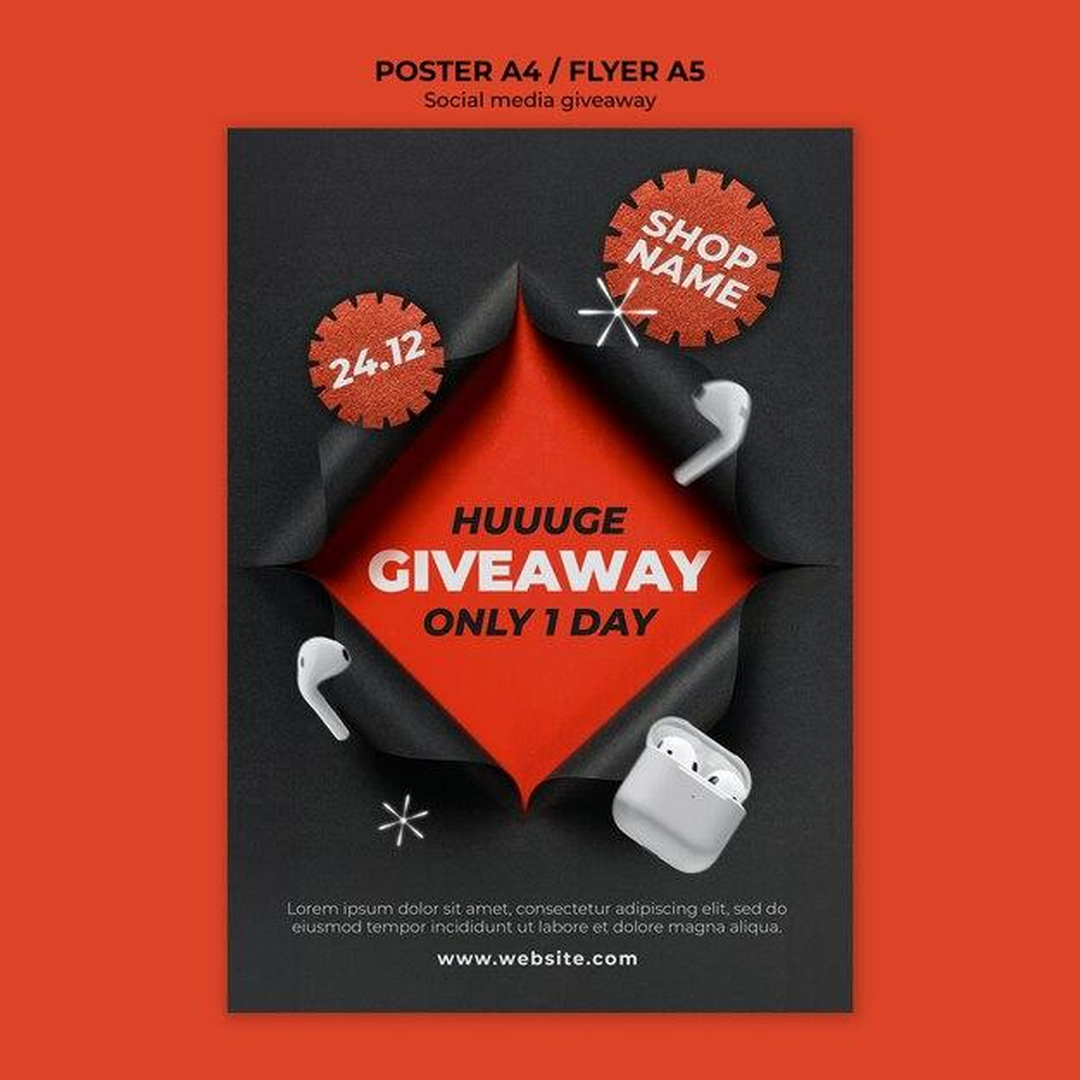 POSTER A4 / FLYER A5
Social media giveaway
SHOP
NAME
24.12
HUUUGE
GIVEAWAY
ONLY 1 DAY
Lorem ipsum dolor sit amet, consectetur adipiscing elit, sed do
eiusmod tempor incididunt ut labore et dolore magna aliqua.
www.website.com